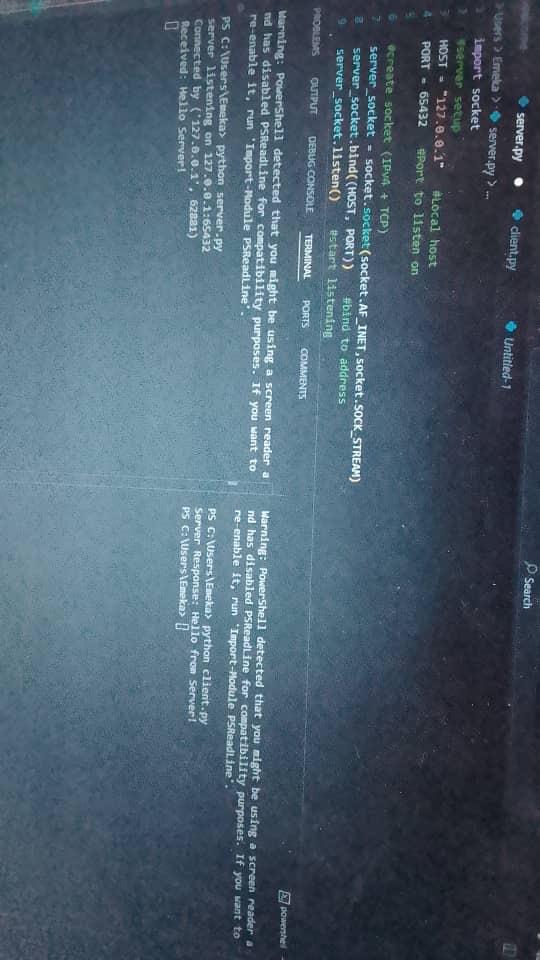 Search
server.py ● client.py Untitled-1
Users > Emeka > server.py > ...
1 import socket
2 #server setup
3 HOST = "127.0.0.1" #Local host
4 PORT = 65432 #Port to listen on
5
6 #create socket (IPv4 + TCP)
7 server_socket = socket.socket(socket.AF_INET,socket.SOCK_STREAM)
8 server_socket.bind((HOST, PORT)) #bind to address
9 server_socket.listen() #start listening
PROBLEMS OUTPUT DEBUG CONSOLE TERMINAL PORTS COMMENTS
powershell
Warning: PowerShell detected that you might be using a screen reader a
nd has disabled PSReadLine for compatibility purposes. If you want to
re-enable it, run 'Import-Module PSReadLine'.
PS C:\Users\Emeka> python server.py
server listening on 127.0.0.1:65432
Connected by ('127.0.0.1', 62881)
Received: Hello Server!
Warning: PowerShell detected that you might be using a screen reader a
nd has disabled PSReadLine for compatibility purposes. If you want to
re-enable it, run 'Import-Module PSReadLine'.
PS C:\Users\Emeka> python client.py
Server Response: Hello from Server!
PS C:\Users\Emeka>